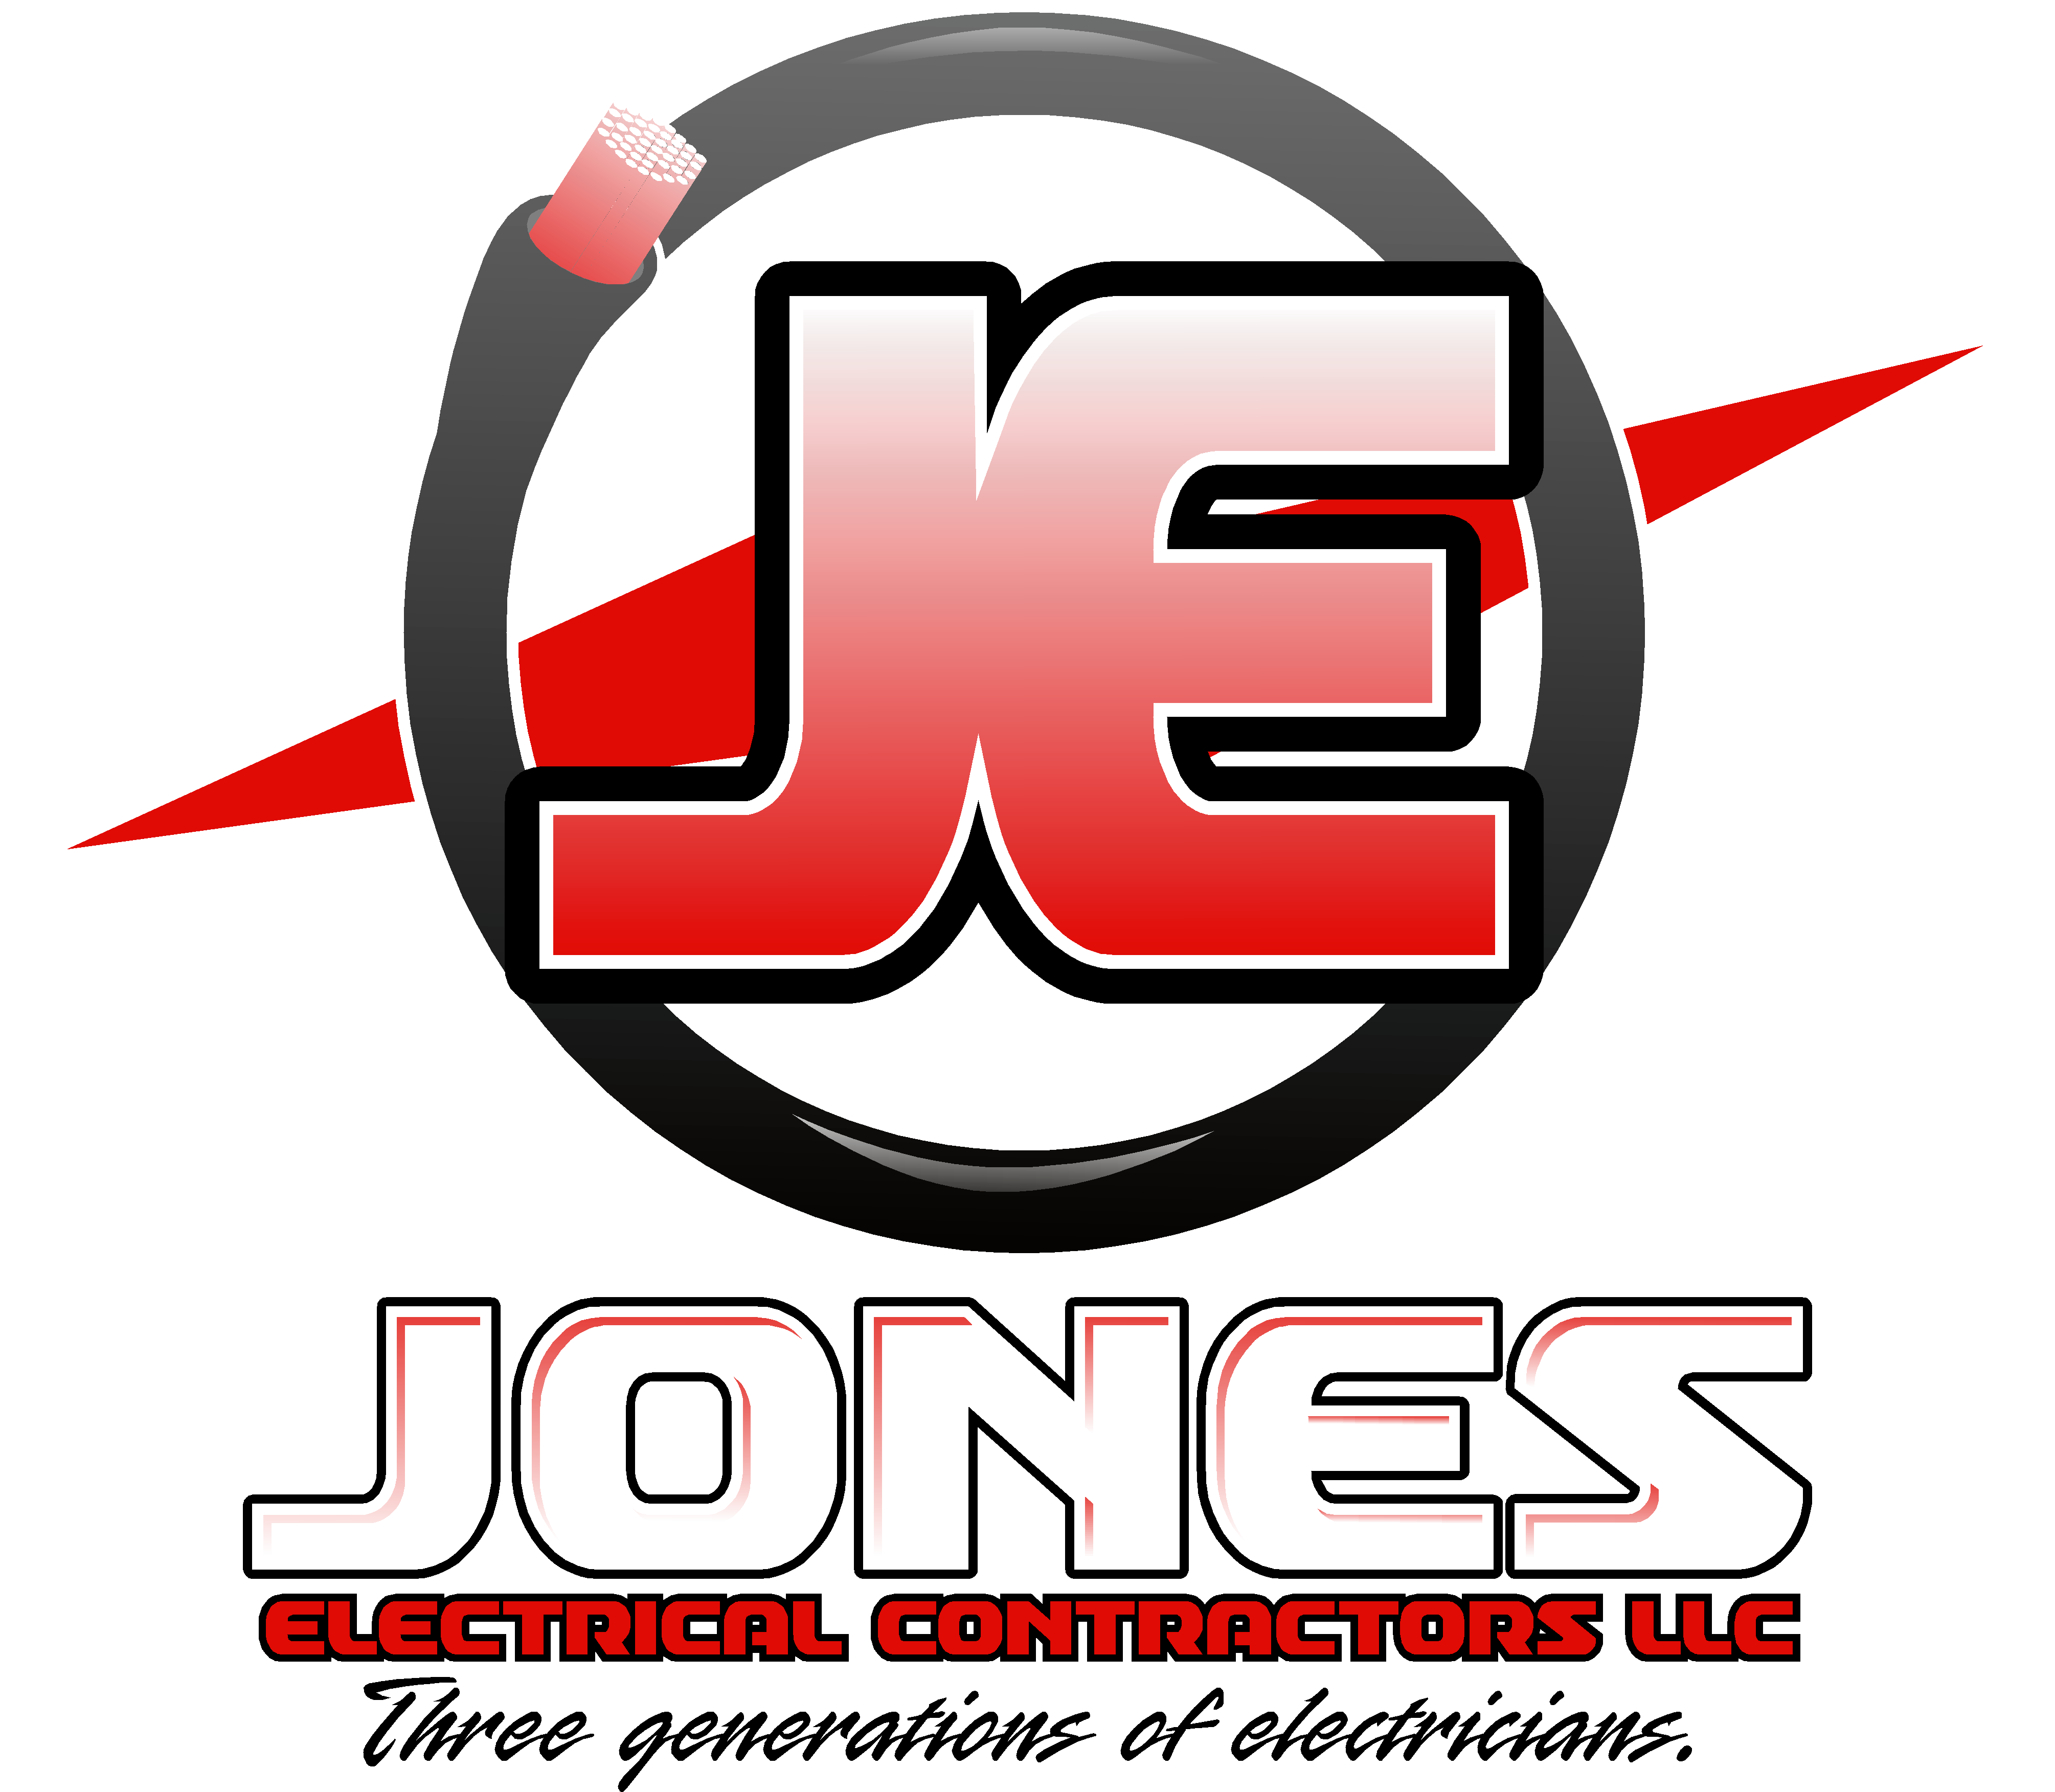 JE
JONES
ELECTRICAL CONTRACTORS LLC
Three generations of electricians.